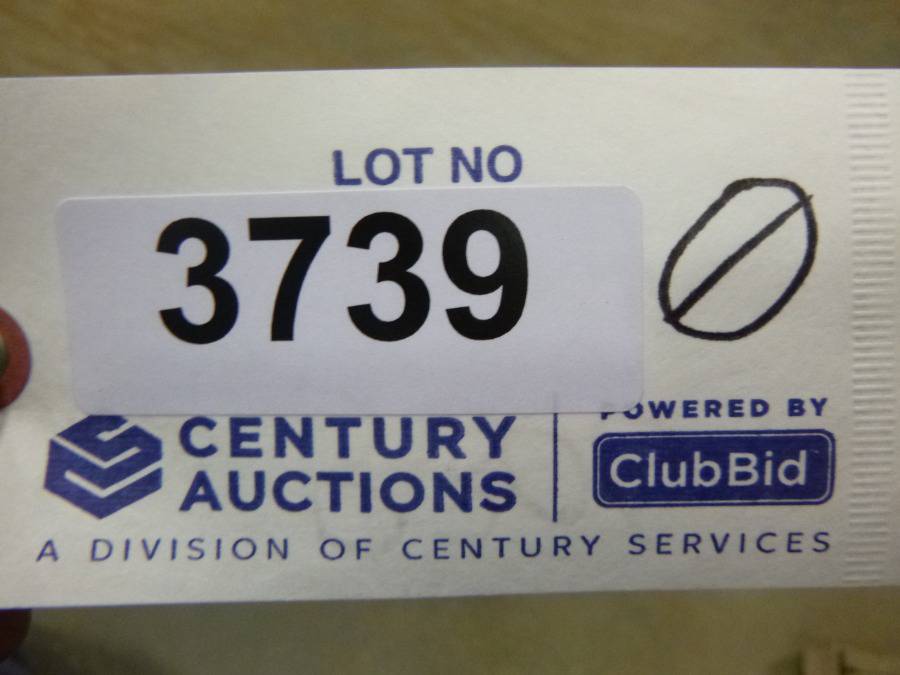 LOT NO
3739 Ø
CENTURY
AUCTIONS
POWERED BY
ClubBid
A DIVISION OF CENTURY SERVICES